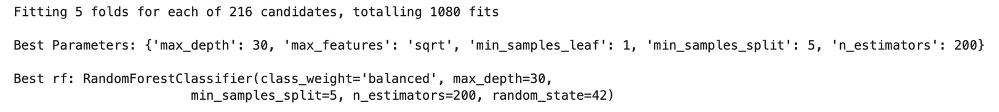 Fitting 5 folds for each of 216 candidates, totalling 1080 fits
Best Parameters: {'max_depth': 30, 'max_features': 'sqrt', 'min_samples_leaf': 1, 'min_samples_split': 5, 'n_estimators': 200}
Best rf: RandomForestClassifier(class_weight='balanced', max_depth=30,
min_samples_split=5, n_estimators=200, random_state=42)